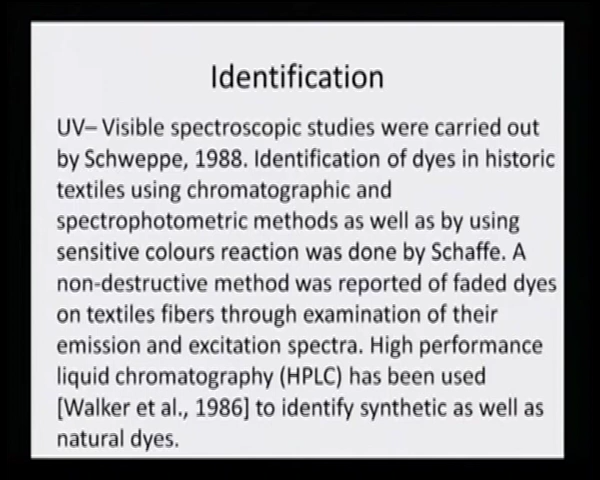 Identification
UV– Visible spectroscopic studies were carried out
by Schweppe, 1988. Identification of dyes in historic
textiles using chromatographic and
spectrophotometric methods as well as by using
sensitive colours reaction was done by Schaffe. A
non-destructive method was reported of faded dyes
on textiles fibers through examination of their
emission and excitation spectra. High performance
liquid chromatography (HPLC) has been used
[Walker et al., 1986] to identify synthetic as well as
natural dyes.